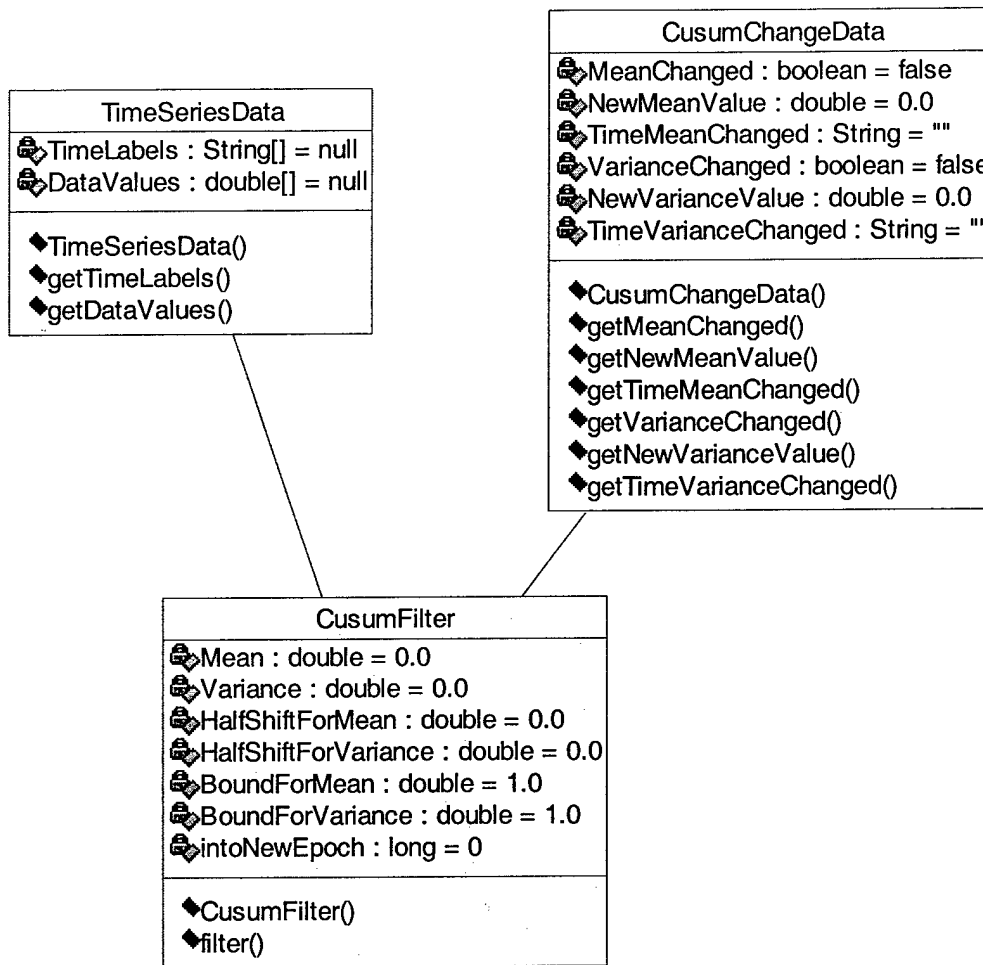 TimeSeriesData
TimeLabels : String[] = null
DataValues : double[] = null
TimeSeriesData()
getTimeLabels()
getDataValues()
CusumChangeData
MeanChanged : boolean = false
NewMeanValue : double = 0.0
TimeMeanChanged : String = ""
VarianceChanged : boolean = false
NewVarianceValue : double = 0.0
TimeVarianceChanged : String = ""
CusumChangeData()
getMeanChanged()
getNewMeanValue()
getTimeMeanChanged()
getVarianceChanged()
getNewVarianceValue()
getTimeVarianceChanged()
CusumFilter
Mean : double = 0.0
Variance : double = 0.0
HalfShiftForMean : double = 0.0
HalfShiftForVariance : double = 0.0
BoundForMean : double = 1.0
BoundForVariance : double = 1.0
intoNewEpoch : long = 0
CusumFilter()
filter()